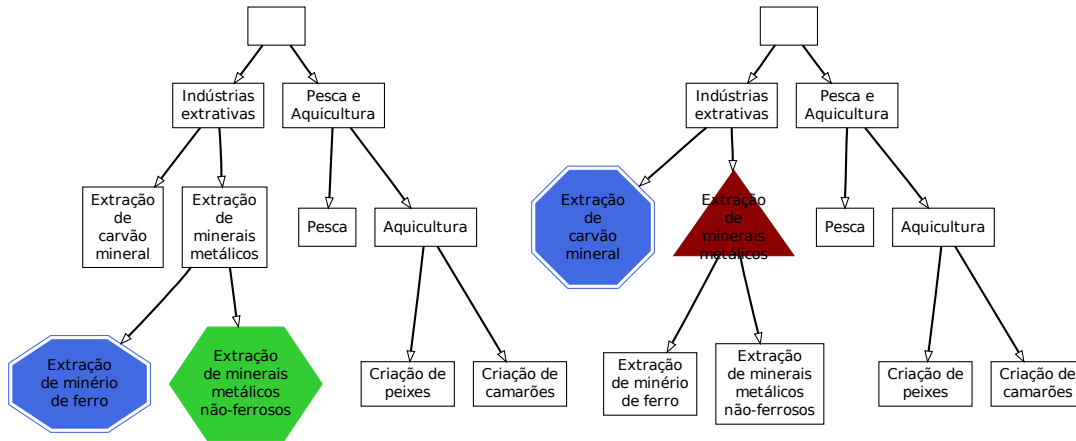 Indústrias
extrativas
Pesca e
Aquicultura
Extração
de
carvão
mineral
Extração
de
minerais
metálicos
Pesca
Aquicultura
Extração
de minério
de ferro
Extração
de minerais
metálicos
não-ferrosos
Criação de
peixes
Criação de
camarões
Indústrias
extrativas
Pesca e
Aquicultura
Extração
de
carvão
mineral
Extração
de
minerais
metálicos
Pesca
Aquicultura
Extração
de minério
de ferro
Extração
de minerais
metálicos
não-ferrosos
Criação de
peixes
Criação de
camarões